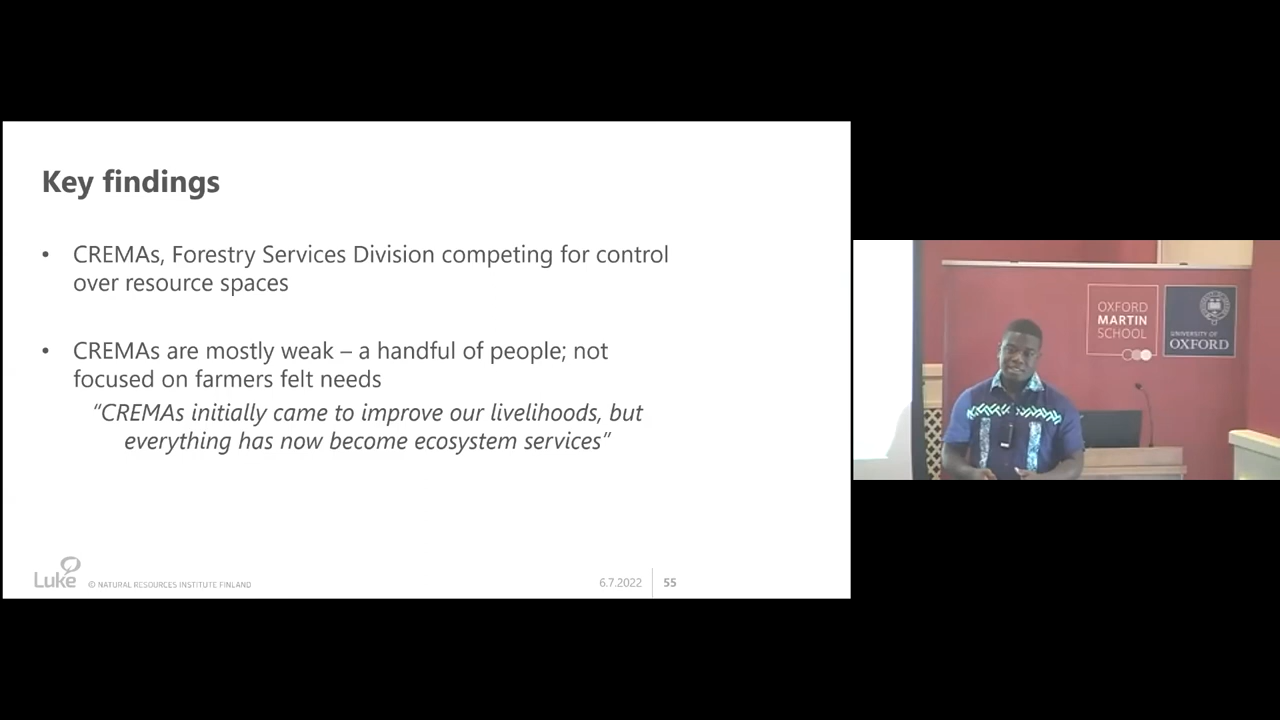 Key findings
• CREMAs, Forestry Services Division competing for control
over resource spaces
• CREMAs are mostly weak – a handful of people; not
focused on farmers felt needs
“CREMAs initially came to improve our livelihoods, but
everything has now become ecosystem services”
Luke © NATURAL RESOURCES INSTITUTE FINLAND
6.7.2022 55
OXFORD
MARTIN
SCHOOL
UNIVERSITY OF
OXFORD